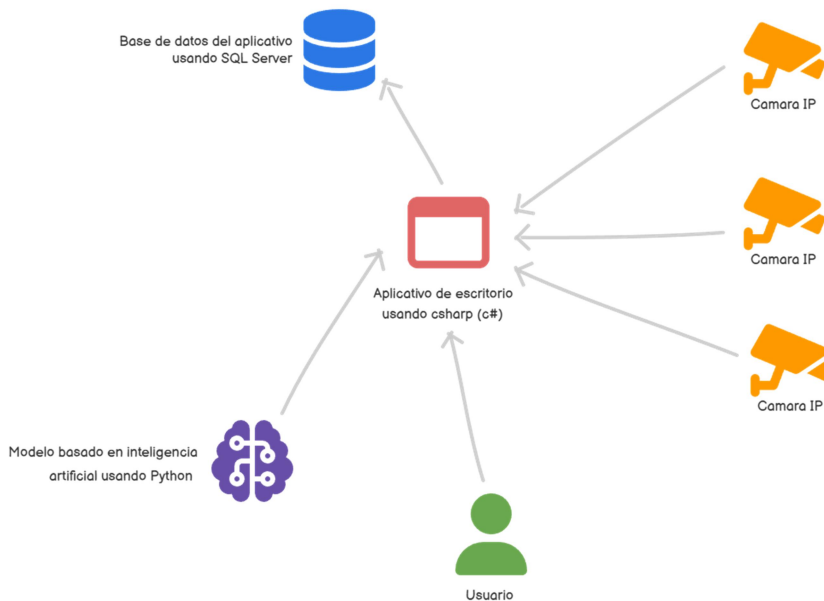 Base de datos del aplicativo
usando SQL Server
Camara IP
Camara IP
Aplicativo de escritorio
usando csharp (c#)
Camara IP
Modelo basado en inteligencia
artificial usando Python
Usuario